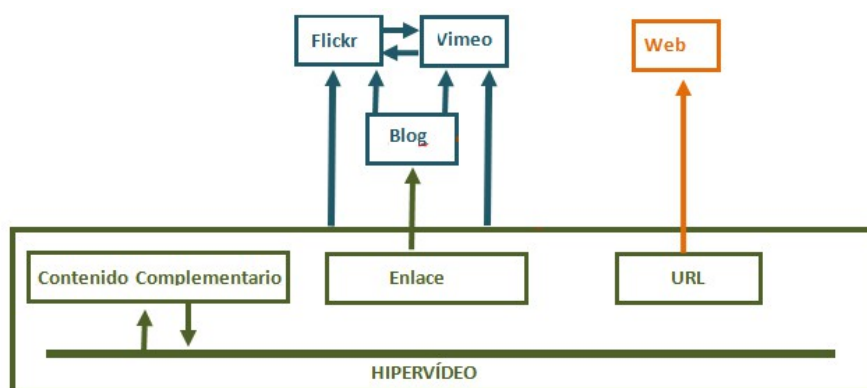 Flickr
Vimeo
Web
Blog
Contenido Complementario
Enlace
URL
HIPERVÍDEO